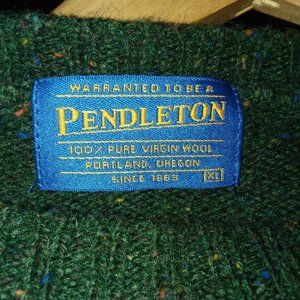 WARRANTED TO BE A
PENDLETON
100% PURE VIRGIN WOOL
PORTLAND, OREGON
SINCE 1863 XL